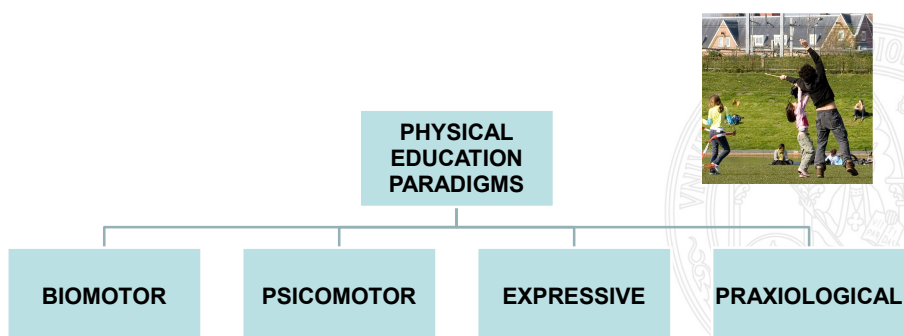 PHYSICAL
EDUCATION
PARADIGMS
BIOMOTOR
PSICOMOTOR
EXPRESSIVE
PRAXIOLOGICAL